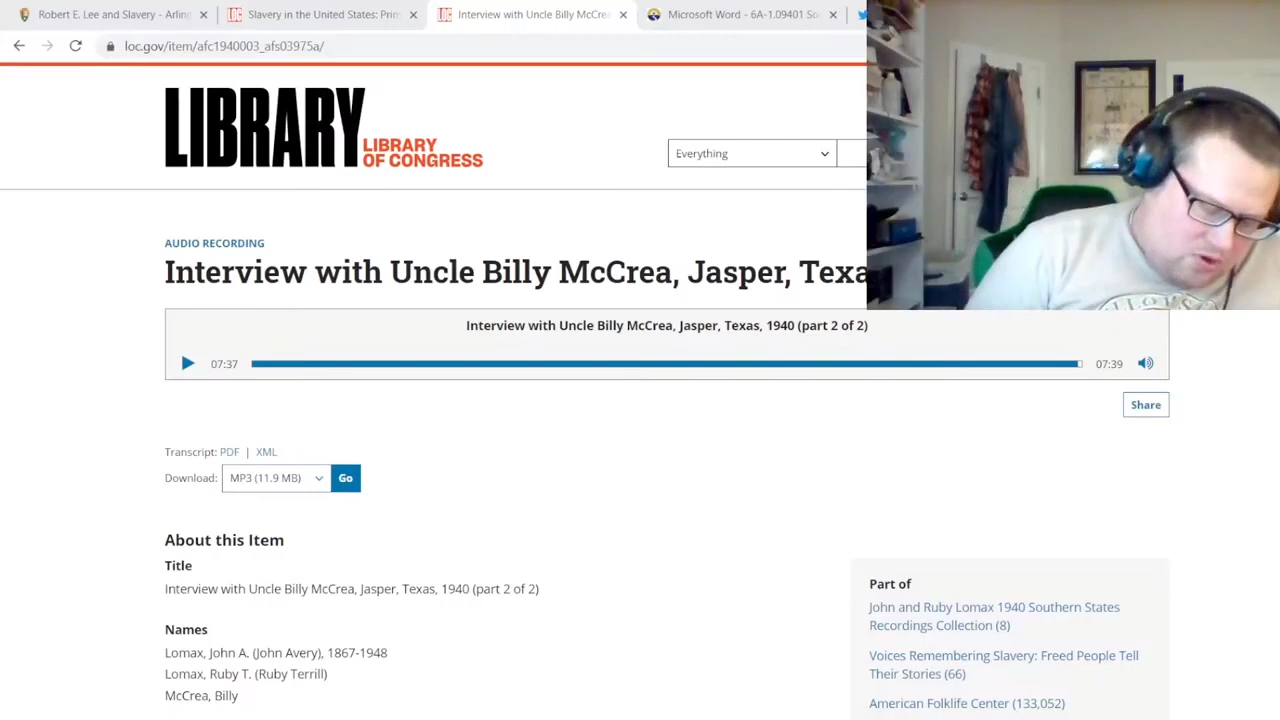 Robert E. Lee and Slavery - Arling
Slavery in the United States: Prim
Interview with Uncle Billy McCrea
Microsoft Word - 6A-1.09401 So
loc.gov/item/afc1940003_afs03975a/
LIBRARY
LIBRARY
OF CONGRESS
Everything
AUDIO RECORDING
Interview with Uncle Billy McCrea, Jasper, Texa
Interview with Uncle Billy McCrea, Jasper, Texas, 1940 (part 2 of 2)
07:37
07:39
Share
Transcript: PDF | XML
Download: MP3 (11.9 MB) Go
About this Item
Title
Interview with Uncle Billy McCrea, Jasper, Texas, 1940 (part 2 of 2)
Names
Lomax, John A. (John Avery), 1867-1948
Lomax, Ruby T. (Ruby Terrill)
McCrea, Billy
Part of
John and Ruby Lomax 1940 Southern States
Recordings Collection (8)
Voices Remembering Slavery: Freed People Tell
Their Stories (66)
American Folklife Center (133,052)